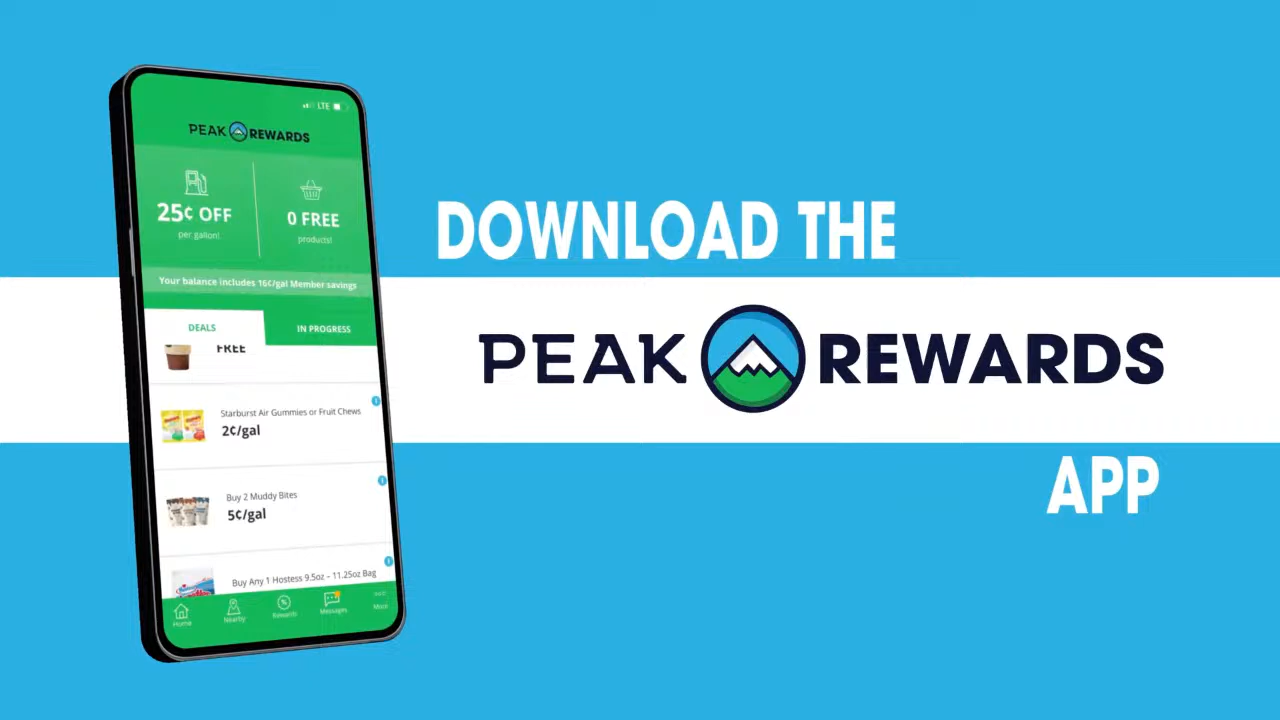 LTE
PEAK REWARDS
25¢ OFF
per gallon!
0 FREE
products!
Your balance includes 16¢/gal Member savings
DEALS
IN PROGRESS
FREE
Starburst Air Gummies or Fruit Chews
2¢/gal
Buy 2 Muddy Bites
5¢/gal
Buy Any 1 Hostess 9.5oz – 11.25oz Bag
Home
Nearby
Rewards
Messages
More
DOWNLOAD THE
PEAK REWARDS
APP